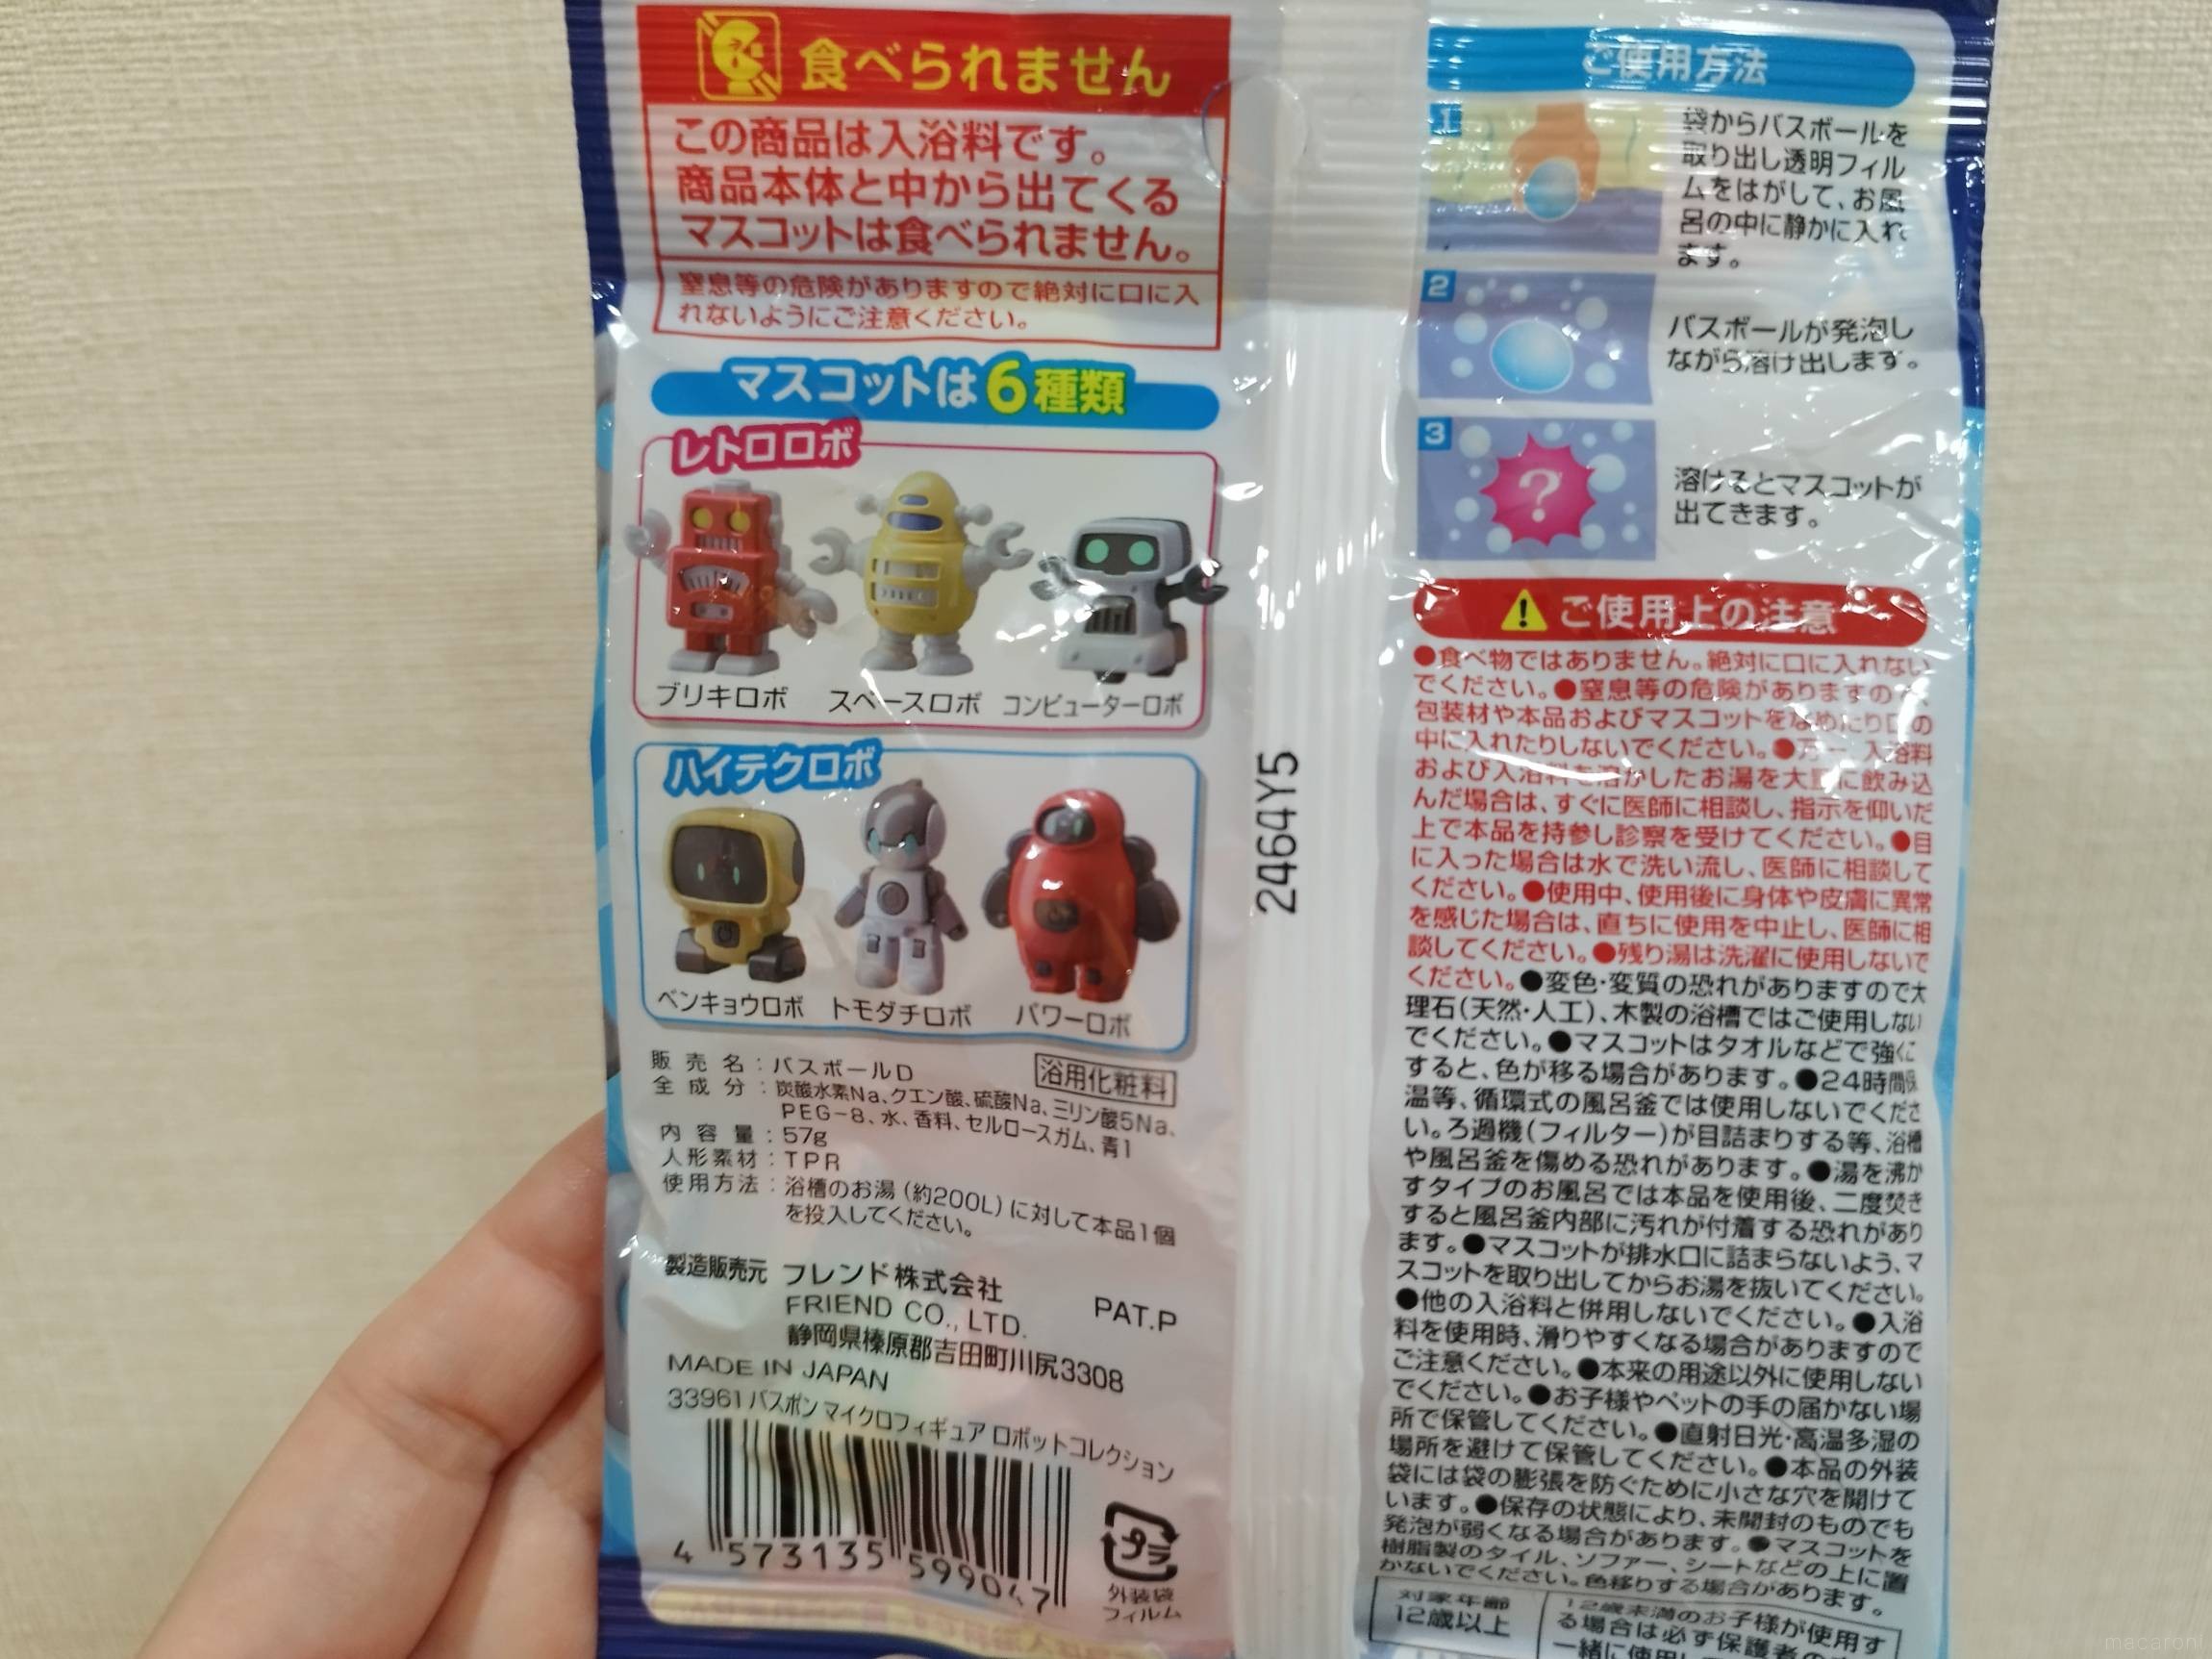 食べられません
この商品は入浴料です。
商品本体と中から出てくる
マスコットは食べられません。
窒息等の危険がありますので絶対に口に入
れないようにご注意ください。
マスコットは6種類
レトロロボ
ブリキロボ スペースロボ コンピューターロボ
ハイテクロボ
ベンキョウロボ トモダチロボ パワーロボ
販売名：バスボールD
浴用化粧料
全成分：炭酸水素Na、クエン酸、硫酸Na、三リン酸5Na、
PEG-8、水、香料、セルロースガム、青1
内容量：57g
人形素材：TPR
使用方法：浴槽のお湯（約200L）に対して本品1個
を投入してください。
製造販売元 フレンド株式会社
FRIEND CO., LTD.
PAT.P
静岡県榛原郡吉田町川尻3308
MADE IN JAPAN
33961 バスボン マイクロフィギュア ロボットコレクション
4 573135 599047
プラ
外装袋
フィルム
2464Y5
ご使用方法
1
袋からバスボールを
取り出し透明フィル
ムをはがして、お風
呂の中に静かに入れ
ます。
2
バスボールが発泡し
ながら溶け出します。
3
?
溶けるとマスコットが
出てきます。
ご使用上の注意
●食べ物ではありません。絶対に口に入れない
でください。●窒息等の危険がありますので、
包装材や本品およびマスコットをなめたり口の
中に入れたりしないでください。●万一、入浴料
および入浴料を溶かしたお湯を大量に飲み込
んだ場合は、すぐに医師に相談し、指示を仰いだ
上で本品を持参し診察を受けてください。●目
に入った場合は水で洗い流し、医師に相談して
ください。●使用中、使用後に身体や皮膚に異常
を感じた場合は、直ちに使用を中止し、医師に相
談してください。●残り湯は洗濯に使用しないで
ください。●変色・変質の恐れがありますので大
理石（天然・人工）、木製の浴槽ではご使用しない
でください。●マスコットはタオルなどで強く
すると、色が移る場合があります。●24時間保
温等、循環式の風呂釜では使用しないでくださ
い。ろ過機（フィルター）が目詰まりする等、浴槽
や風呂釜を傷める恐れがあります。●湯を沸か
すタイプのお風呂では本品を使用後、二度焚き
すると風呂釜内部に汚れが付着する恐れがあり
ます。●マスコットが排水口に詰まらないよう、マ
スコットを取り出してからお湯を抜いてください。
●他の入浴料と併用しないでください。●入浴
料を使用時、滑りやすくなる場合がありますので
ご注意ください。●本来の用途以外に使用しない
でください。●お子様やペットの手の届かない場
所で保管してください。●直射日光・高温多湿の
場所を避けて保管してください。●本品の外装
袋には袋の膨張を防ぐために小さな穴を開けて
います。●保存の状態により、未開封のものでも
発泡が弱くなる場合があります。●マスコットを
樹脂製のタイル、ソファー、シートなどの上に置
かないでください。色移りする場合があります。
対象年齢
12歳以上
12歳未満のお子様が使用す
る場合は必ず保護者の
一緒に使用し
macaroni